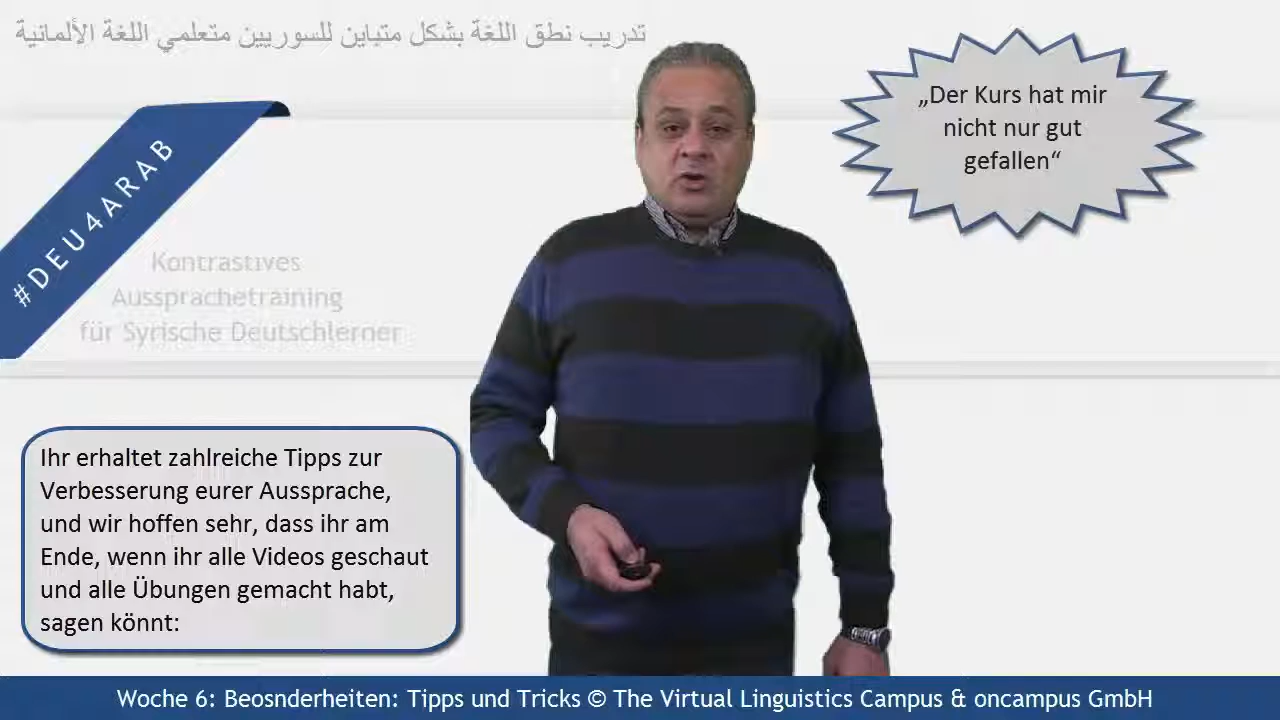 تدريب نطق اللغة بشكل متباين للسوريين متعلمي اللغة الألمانية
#DEU4ARAB
Kontrastives
Aussprachetraining
für Syrische Deutschlerner
„Der Kurs hat mir
nicht nur gut
gefallen“
Ihr erhaltet zahlreiche Tipps zur
Verbesserung eurer Aussprache,
und wir hoffen sehr, dass ihr am
Ende, wenn ihr alle Videos geschaut
und alle Übungen gemacht habt,
sagen könnt:
Woche 6: Beosnderheiten: Tipps und Tricks © The Virtual Linguistics Campus & oncampus GmbH